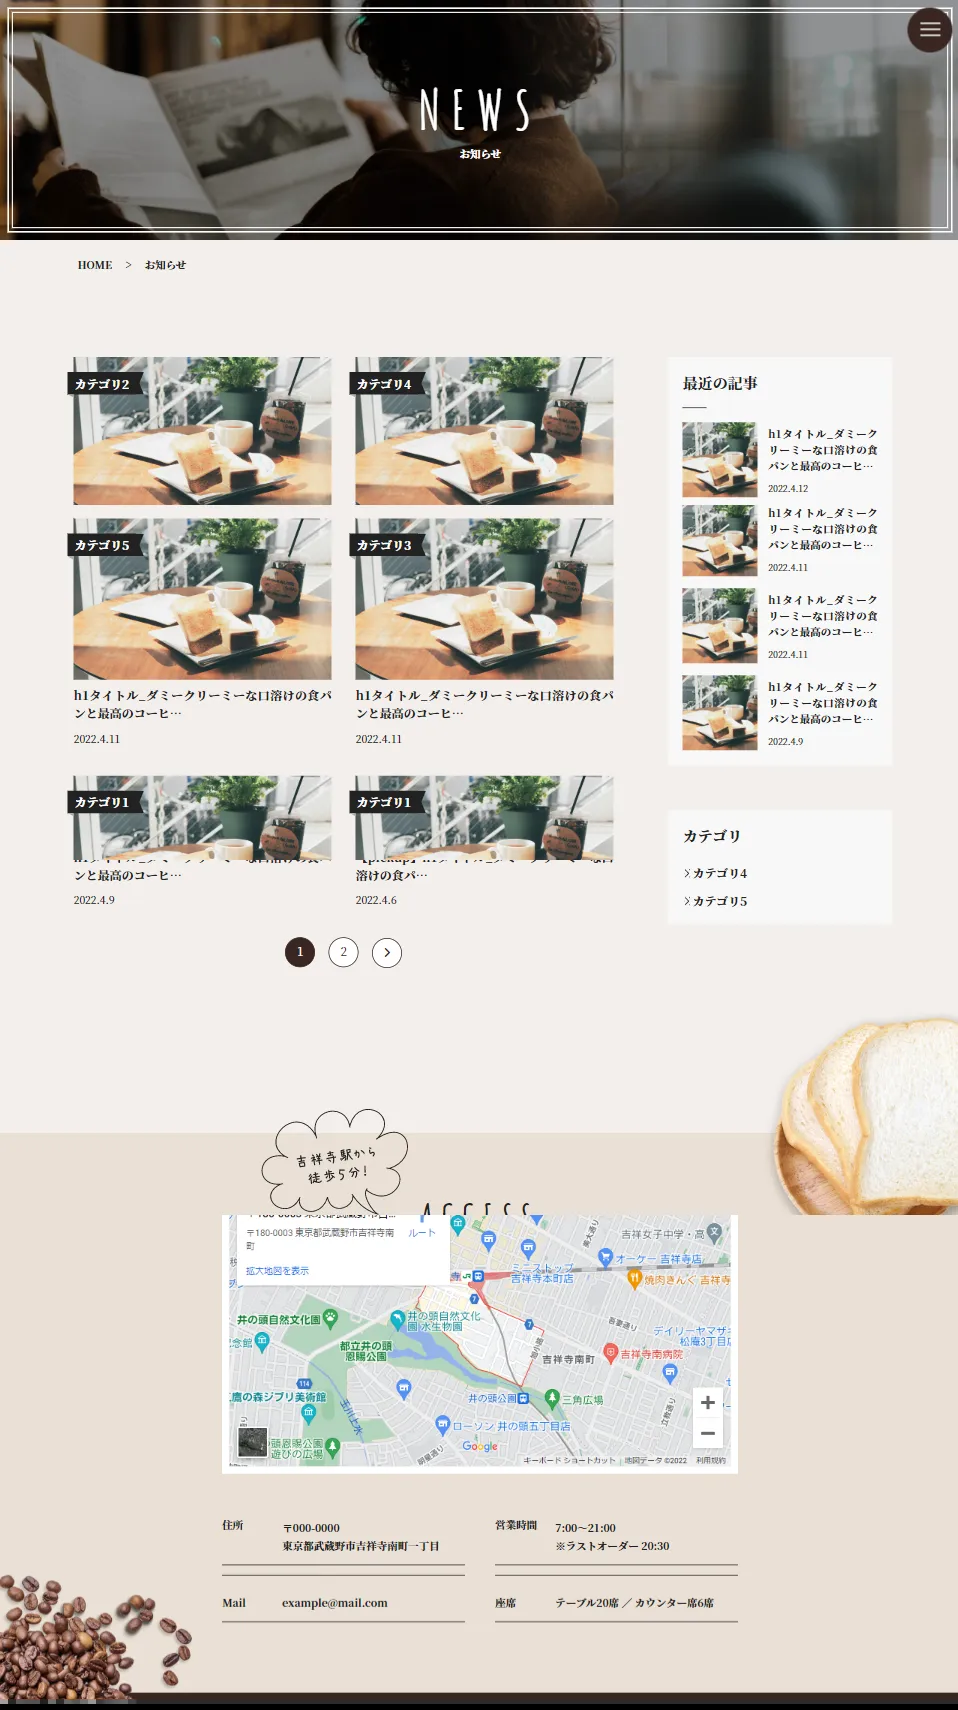 NEWS
お知らせ
HOME > お知らせ
カテゴリ2
カテゴリ4
カテゴリ5
カテゴリ3
h1タイトル_ダミークリーミーな口溶けの食パ
ンと最高のコーヒ…
2022.4.11
h1タイトル_ダミークリーミーな口溶けの食パ
ンと最高のコーヒ…
2022.4.11
カテゴリ1
カテゴリ1
ンと最高のコーヒ…
2022.4.9
溶けの食パ…
2022.4.6
1
2
最近の記事
h1タイトル_ダミーク
リーミーな口溶けの食
パンと最高のコーヒ…
2022.4.12
h1タイトル_ダミーク
リーミーな口溶けの食
パンと最高のコーヒ…
2022.4.11
h1タイトル_ダミーク
リーミーな口溶けの食
パンと最高のコーヒ…
2022.4.11
h1タイトル_ダミーク
リーミーな口溶けの食
パンと最高のコーヒ…
2022.4.9
カテゴリ
カテゴリ4
カテゴリ5
吉祥寺駅から
徒歩5分!
ACCESS
〒180-0003 東京都武蔵野市吉祥寺南
町
ルート
拡大地図を表示
吉祥寺女子中学・高
文
オーケー 吉祥寺店
ミニストップ
吉祥寺本町店
焼肉きんぐ 吉祥寺
7
7
井の頭自然文化園
井の頭自然文化
園 水生物園
念館
都立井の頭
恩賜公園
吾妻通り
デイリーヤマザキ
松庵3丁目店
吉祥寺南町
吉祥寺南病院
114
鷹の森ジブリ美術館
井の頭公園
三角広場
玉川上水
立教通り
ローソン 井の頭五丁目店
頭恩賜公園
遊びの広場
明星通り
Google
キーボード ショートカット
地図データ ©2022
利用規約
住所
〒000-0000
東京都武蔵野市吉祥寺南町一丁目
営業時間
7:00〜21:00
※ラストオーダー 20:30
Mail
example@mail.com
座席
テーブル20席 ／ カウンター席6席